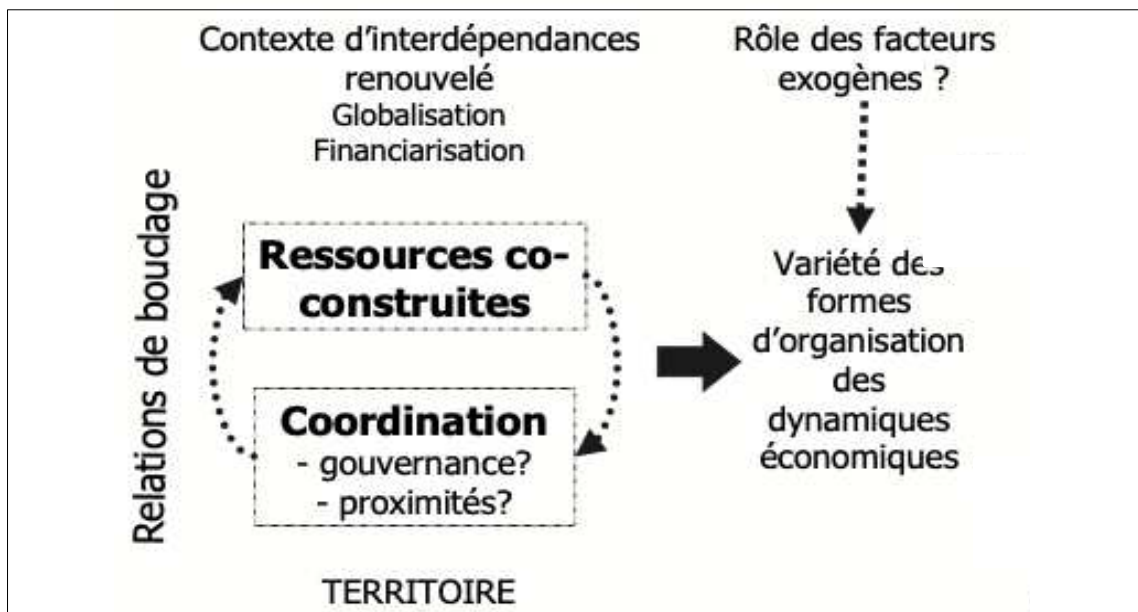 Contexte d'interdépendances
renouvelé
Globalisation
Financiarisation
Rôle des facteurs
exogènes ?
Relations de bouclage
Ressources co-
construites
Coordination
- gouvernance?
- proximités?
Variété des
formes
d'organisation
des
dynamiques
économiques
TERRITOIRE